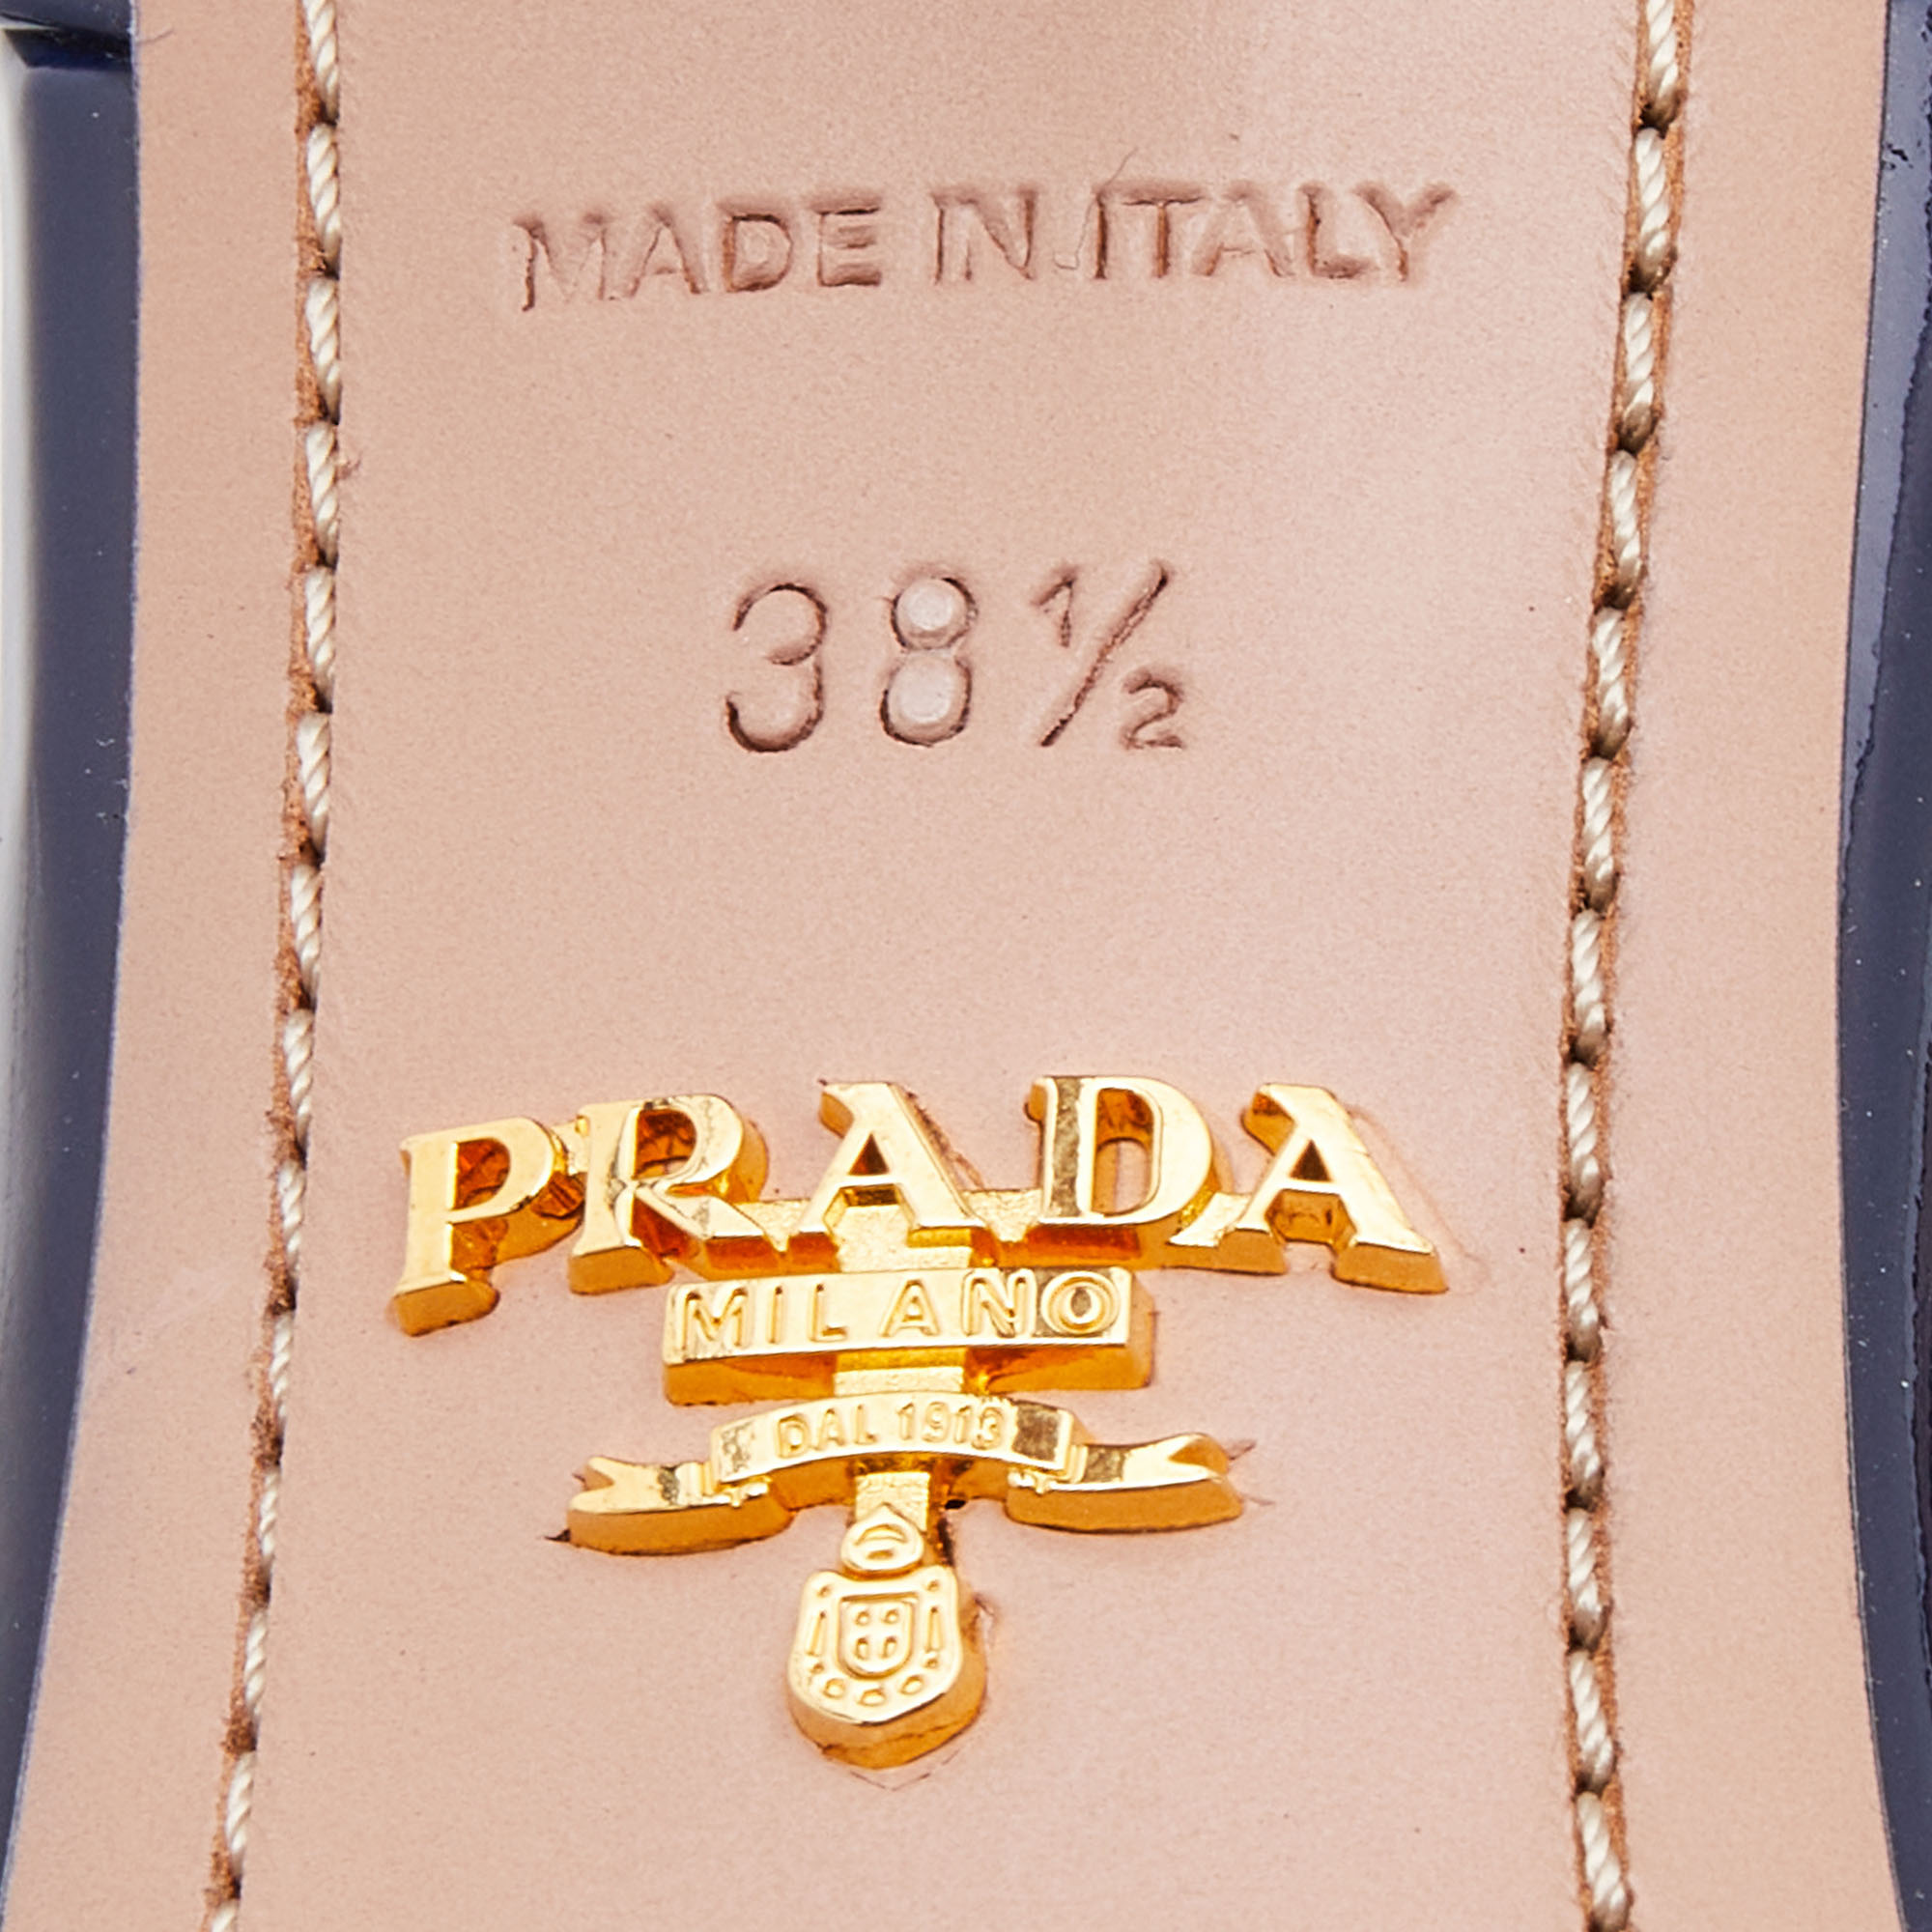 MADE IN ITALY
38½
PRADA
MILANO
DAL 1913